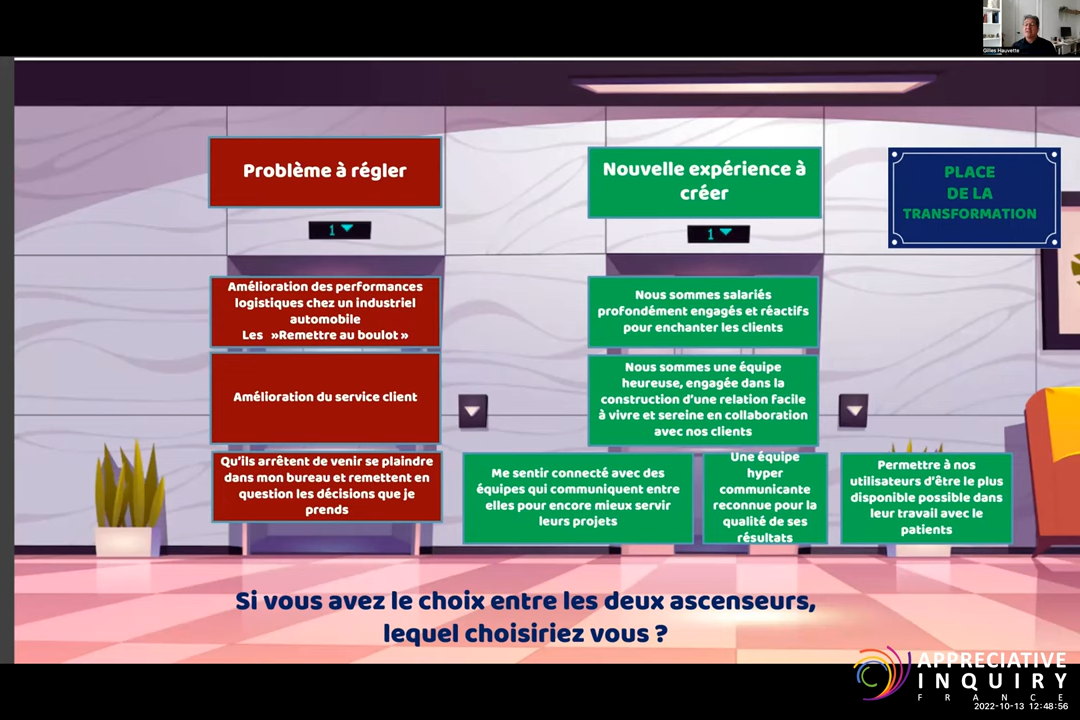 Gilles Hauvette
Problème à régler
Nouvelle expérience à
créer
PLACE
DE LA
TRANSFORMATION
1
1
Amélioration des performances
logistiques chez un industriel
automobile
Les »Remettre au boulot »
Nous sommes salariés
profondément engagés et réactifs
pour enchanter les clients
Amélioration du service client
Nous sommes une équipe
heureuse, engagée dans la
construction d'une relation facile
à vivre et sereine en collaboration
avec nos clients
Qu'ils arrêtent de venir se plaindre
dans mon bureau et remettent en
question les décisions que je
prends
Me sentir connecté avec des
équipes qui communiquent entre
elles pour encore mieux servir
leurs projets
Une équipe
hyper
communicante
reconnue pour la
qualité de ses
résultats
Permettre à nos
utilisateurs d'être le plus
disponible possible dans
leur travail avec le
patients
Si vous avez le choix entre les deux ascenseurs,
lequel choisiriez vous ?
APPRECIATIVE
INQUIRY
FRANCE
2022-10-13 12:48:56